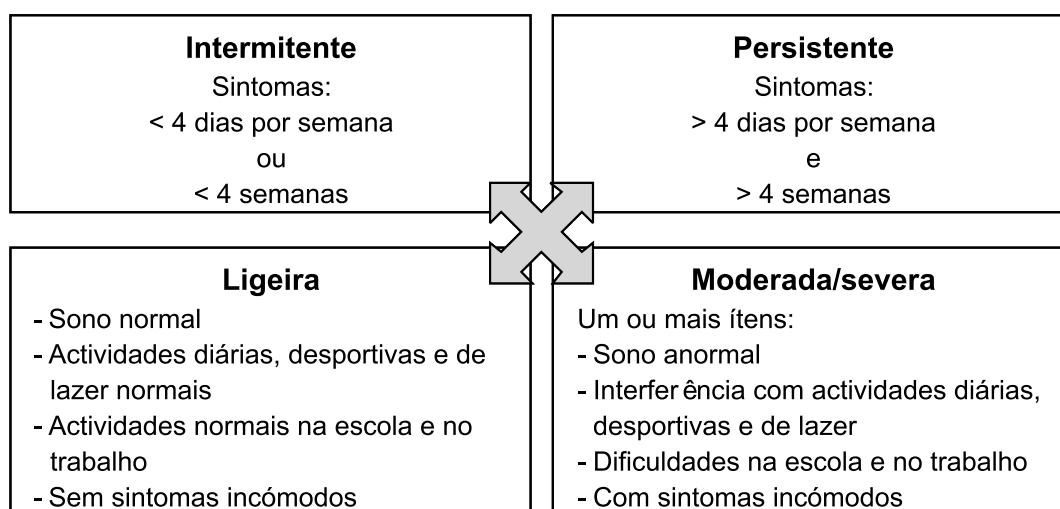 Intermitente
Sintomas:
< 4 dias por semana
ou
< 4 semanas
Persistente
Sintomas:
> 4 dias por semana
e
> 4 semanas
Ligeira
- Sono normal
- Actividades diárias, desportivas e de
lazer normais
- Actividades normais na escola e no
trabalho
- Sem sintomas incómodos
Moderada/severa
Um ou mais ítens:
- Sono anormal
- Interfer ência com actividades diárias,
desportivas e de lazer
- Dificuldades na escola e no trabalho
- Com sintomas incómodos